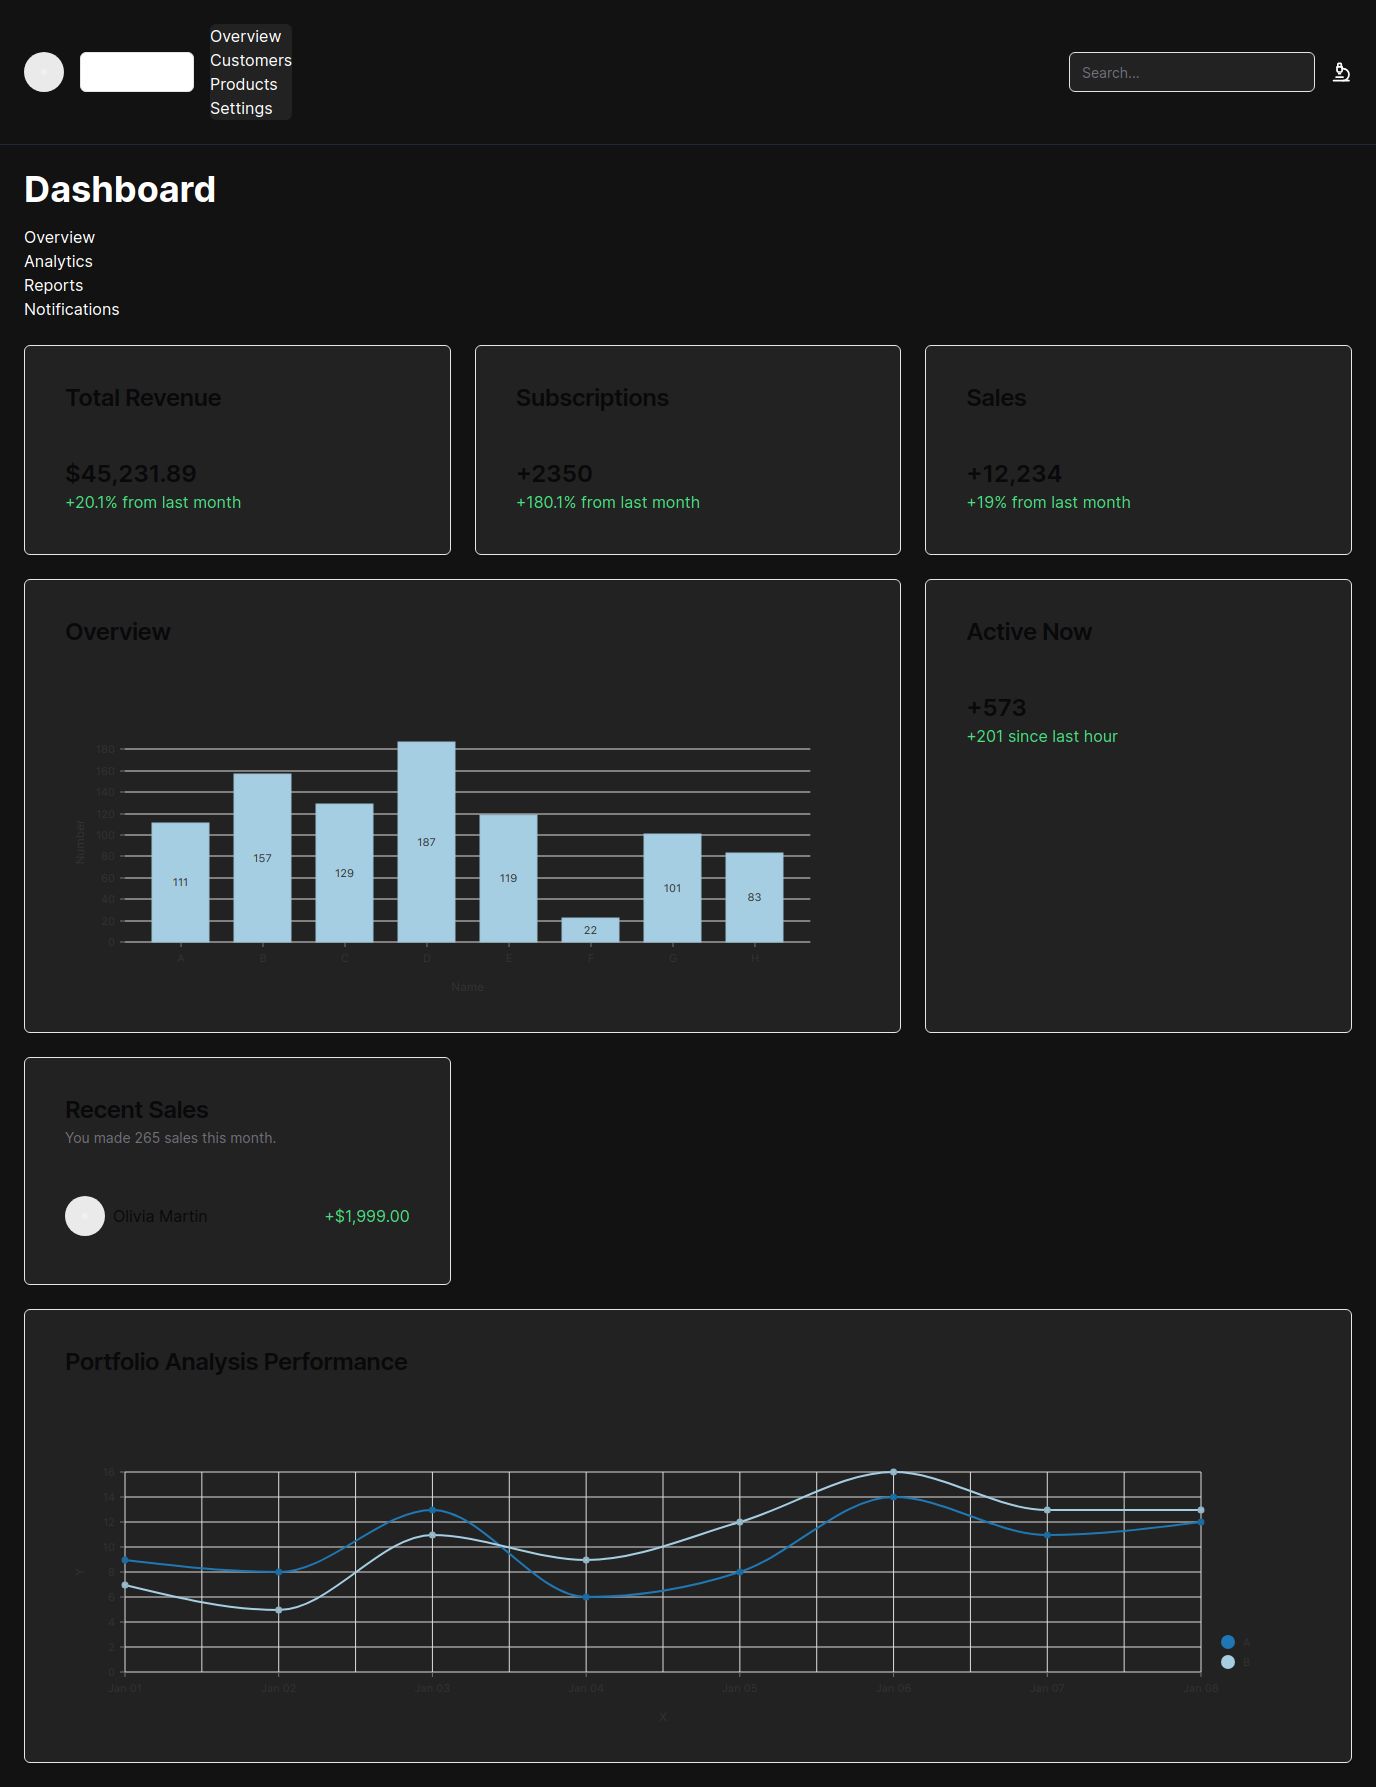 Overview
Customers
Products
Settings
Search...
Dashboard
Overview
Analytics
Reports
Notifications
Total Revenue
$45,231.89
+20.1% from last month
Subscriptions
+2350
+180.1% from last month
Sales
+12,234
+19% from last month
Overview
180
160
140
120
100
80
60
40
20
0
Number
111
157
129
187
119
22
101
83
A
B
C
D
E
F
G
H
Name
Active Now
+573
+201 since last hour
Recent Sales
You made 265 sales this month.
Olivia Martin
+$1,999.00
Portfolio Analysis Performance
16
14
12
10
8
6
4
2
0
Y
Jan 01
Jan 02
Jan 03
Jan 04
Jan 05
Jan 06
Jan 07
Jan 08
X
A
B